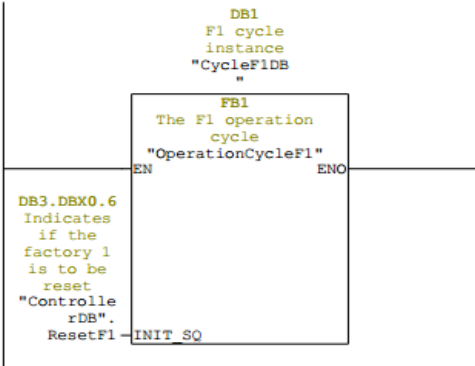 DB1
F1 cycle
instance
"CycleF1DB
"
FB1
The F1 operation
cycle
"OperationCycleF1"
EN
ENO
DB3.DBX0.6
Indicates
if the
factory 1
is to be
reset
"Controlle
rDB".
ResetF1
INIT_SQ